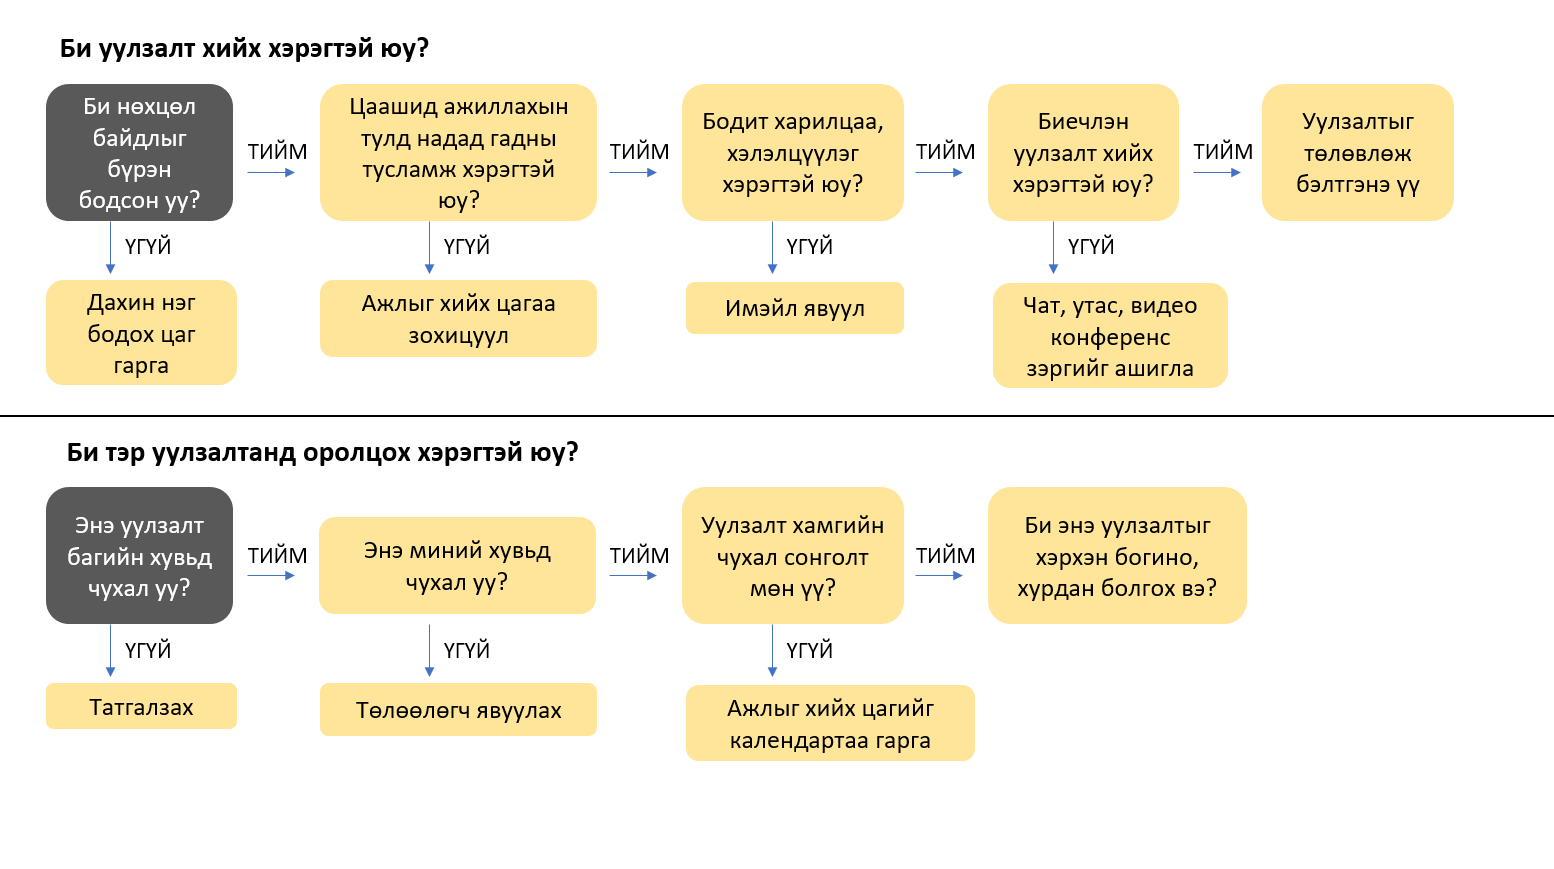 Би уулзалт хийх хэрэгтэй юу?
Би нөхцөл
байдлыг
бүрэн
бодсон уу?
ТИЙМ
Цаашид ажиллахын
тулд надад гадны
тусламж хэрэгтэй
юу?
ТИЙМ
Бодит харилцаа,
хэлэлцүүлэг
хэрэгтэй юу?
ТИЙМ
Биечлэн
уулзалт хийх
хэрэгтэй юу?
ТИЙМ
Уулзалтыг
төлөвлөж
бэлтгэнэ үү
ҮГҮЙ
ҮГҮЙ
ҮГҮЙ
ҮГҮЙ
Дахин нэг
бодох цаг
гарга
Ажлыг хийх цагаа
зохицуул
Имэйл явуул
Чат, утас, видео
конференс
зэргийг ашигла
Би тэр уулзалтанд оролцох хэрэгтэй юу?
Энэ уулзалт
багийн хувьд
чухал уу?
ТИЙМ
Энэ миний хувьд
чухал уу?
ТИЙМ
Уулзалт хамгийн
чухал сонголт
мөн үү?
ТИЙМ
Би энэ уулзалтыг
хэрхэн богино,
хурдан болгох вэ?
ҮГҮЙ
ҮГҮЙ
ҮГҮЙ
Татгалзах
Төлөөлөгч явуулах
Ажлыг хийх цагийг
календартаа гарга